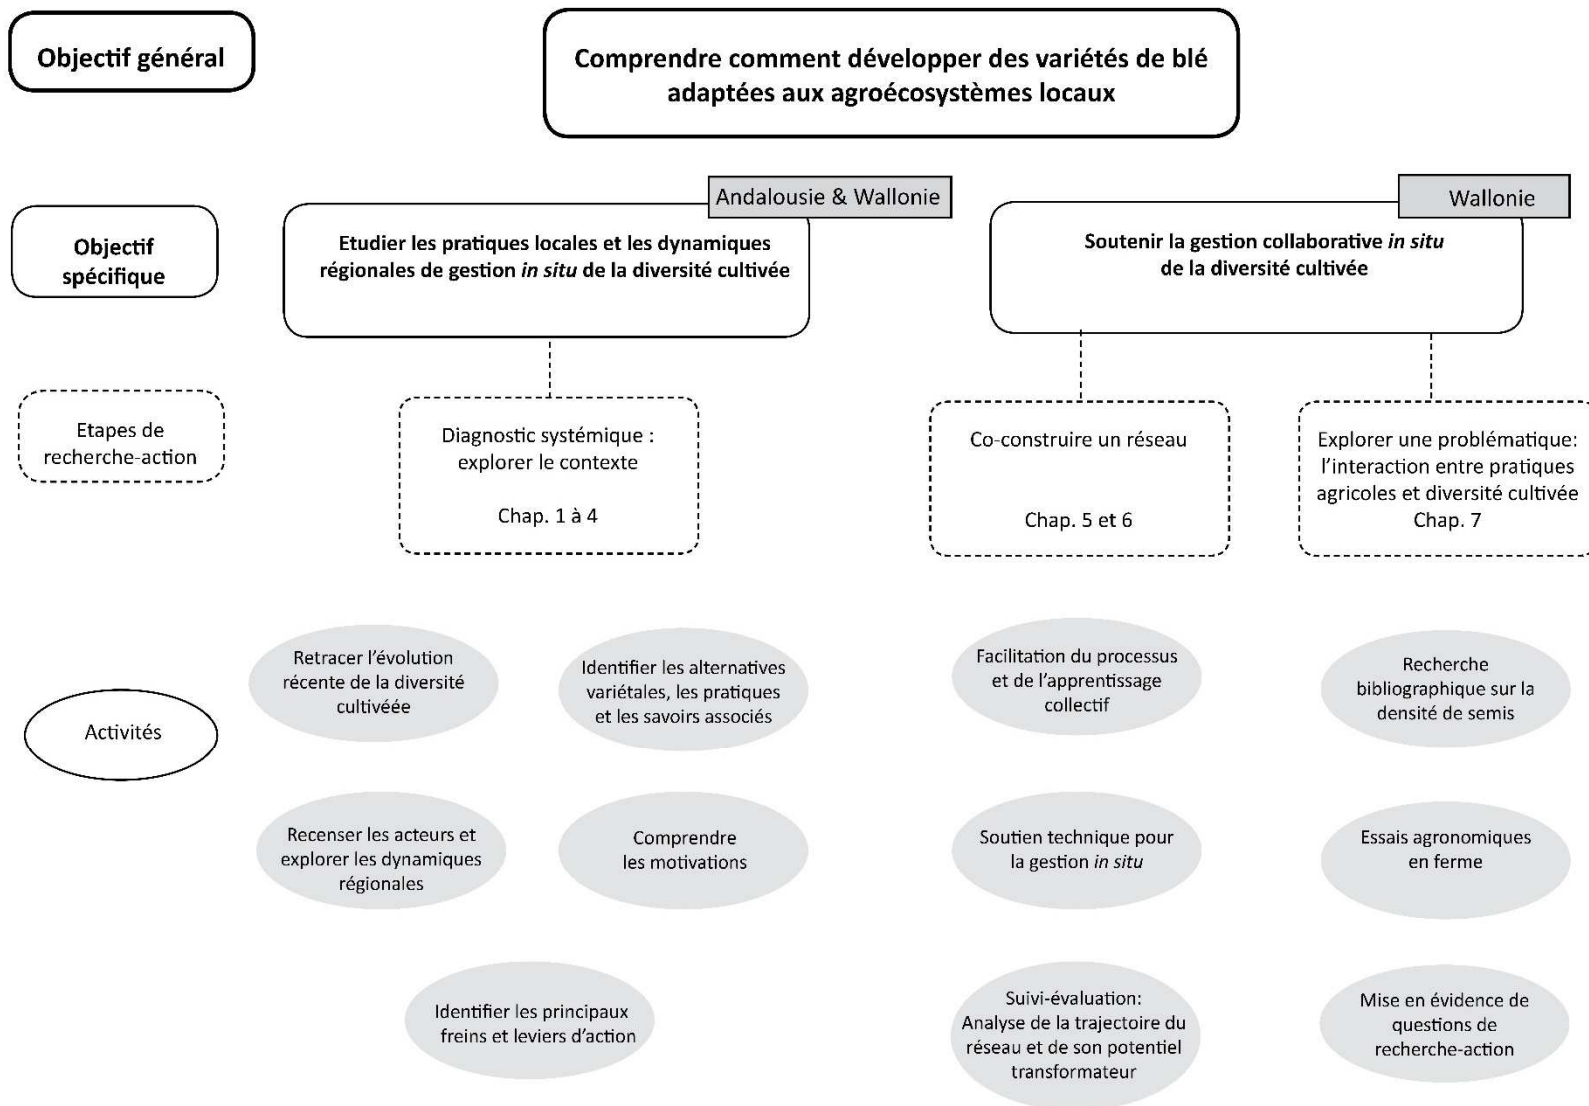 Objectif général
Comprendre comment développer des variétés de blé
adaptées aux agroécosystèmes locaux
Objectif
spécifique
Andalousie & Wallonie
Etudier les pratiques locales et les dynamiques
régionales de gestion in situ de la diversité cultivée
Wallonie
Soutenir la gestion collaborative in situ
de la diversité cultivée
Etapes de
recherche-action
Diagnostic systémique :
explorer le contexte
Chap. 1 à 4
Co-construire un réseau
Chap. 5 et 6
Explorer une problématique:
l’interaction entre pratiques
agricoles et diversité cultivée
Chap. 7
Activités
Retracer l’évolution
récente de la diversité
cultivéée
Identifier les alternatives
variétales, les pratiques
et les savoirs associés
Facilitation du processus
et de l’apprentissage
collectif
Recherche
bibliographique sur la
densité de semis
Recenser les acteurs et
explorer les dynamiques
régionales
Comprendre
les motivations
Soutien technique pour
la gestion in situ
Essais agronomiques
en ferme
Identifier les principaux
freins et leviers d’action
Suivi-évaluation:
Analyse de la trajectoire du
réseau et de son potentiel
transformateur
Mise en évidence de
questions de
recherche-action